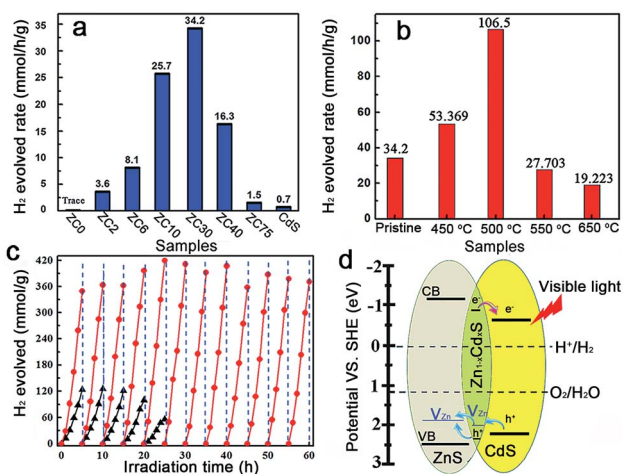 a
H₂ evolved rate (mmol/h/g)
35
30
25
20
15
10
5
0
Trace
3.6
8.1
25.7
34.2
16.3
1.5
0.7
ZC0
ZC2
ZC6
ZC10
ZC30
ZC40
ZC75
CdS
Samples
b
H₂ evolved rate (mmol/h/g)
100
80
60
40
20
0
34.2
53.369
106.5
27.703
19.223
Pristine
450 °C
500 °C
550 °C
650 °C
Samples
c
H₂ evolved (mmol/g)
420
360
300
240
180
120
60
0
0
10
20
30
40
50
60
Irradiation time (h)
d
Potential VS. SHE (eV)
-2
-1
0
1
2
3
CB
e⁻
e⁻
Visible light
Zn₁₋ₓCdₓS
H⁺/H₂
O₂/H₂O
V_Zn
V_Zn
h⁺
h⁺
VB
ZnS
CdS